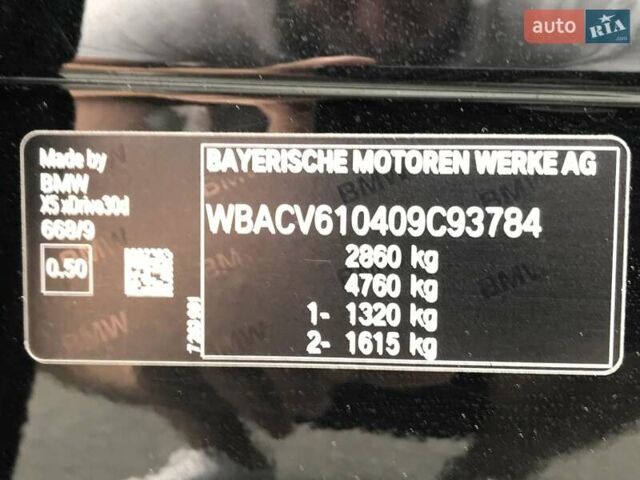 auto RIA
.com
Made by
BMW
X5 xDrive30d
668/9
0.50
BAYERISCHE MOTOREN WERKE AG
WBACV610409C93784
2860 kg
4760 kg
1- 1320 kg
2- 1615 kg